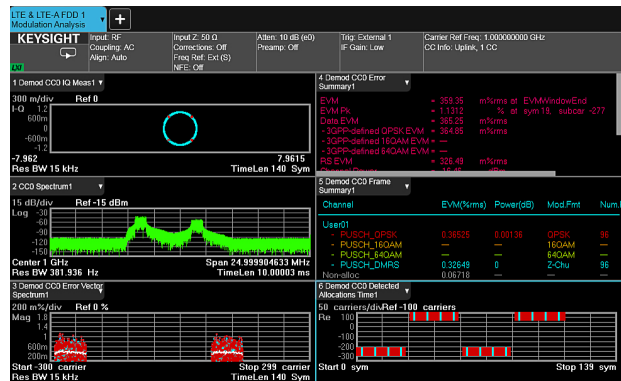 LTE & LTE-A FDD 1
Modulation Analysis
+
KEYSIGHT
LXI
Input: RF
Coupling: AC
Align: Auto
Input Z: 50 Ω
Corrections: Off
Freq Ref: Ext (S)
NFE: Off
Atten: 10 dB (e0)
Preamp: Off
Trig: External 1
IF Gain: Low
Carrier Ref Freq: 1.000000000 GHz
CC Info: Uplink, 1 CC
1 Demod CC0 IQ Meas1
300 m/div Ref 0
I-Q 1.2
600m
0
-600m
-1.2
-7.962 7.9615
Res BW 15 kHz TimeLen 140 Sym
4 Demod CC0 Error
Summary1
EVM = 359.35 m%rms at EVMWindowEnd
EVM Pk = 1.1312 % at sym 19, subcar -277
Data EVM = 365.25 m%rms
-3GPP-defined QPSK EVM = 364.85 m%rms
-3GPP-defined 16QAM EVM = —
-3GPP-defined 64QAM EVM = —
RS EVM = 326.49 m%rms
2 CC0 Spectrum1
15 dB/div Ref -15 dBm
Log -30
-60
-90
-120
-150
Center 1 GHz Span 24.999904633 MHz
Res BW 381.936 Hz TimeLen 10.00003 ms
5 Demod CC0 Frame
Summary1
Channel EVM(%rms) Power(dB) Mod.Fmt Num.
User01
- PUSCH_QPSK 0.36525 0.00136 QPSK 96
- PUSCH_16QAM — — 16QAM
- PUSCH_64QAM — — 64QAM
- PUSCH_DMRS 0.32649 0 Z-Chu 96
Non-alloc 0.06718 — —
3 Demod CC0 Error Vector
Spectrum1
200 m%/div Ref 0 %
Mag 1.8
1.4
1
600m
200m
Start -300 carrier Stop 299 carrier
Res BW 15 kHz TimeLen 140 Sym
6 Demod CC0 Detected
Allocations Time1
50 carriers/div Ref -100 carriers
Re 100
0
-100
-200
-300
Start 0 sym Stop 139 sym